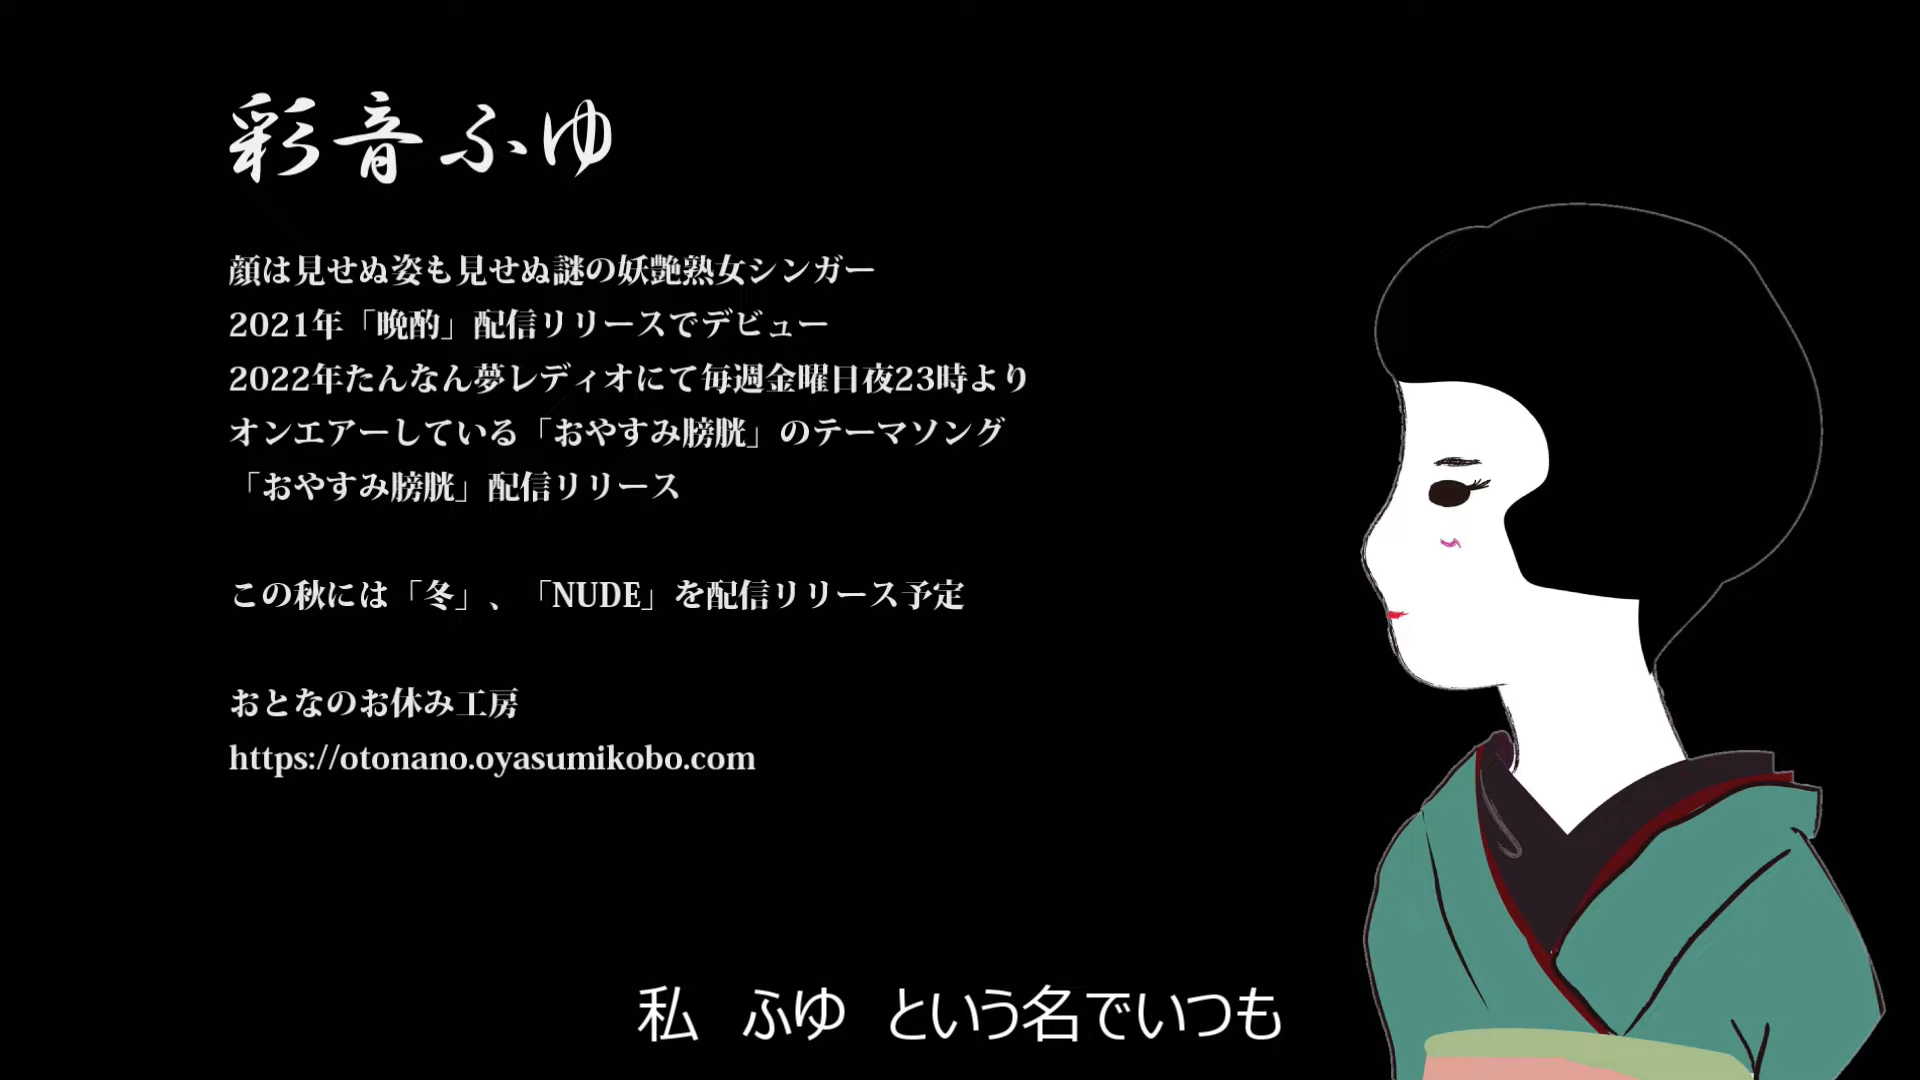 彩音ふゆ
顔は見せぬ姿も見せぬ謎の妖艶熟女シンガー
2021年「晩酌」配信リリースでデビュー
2022年たんなん夢レディオにて毎週金曜日夜23時より
オンエアーしている「おやすみ膀胱」のテーマソング
「おやすみ膀胱」配信リリース
この秋には「冬」、「NUDE」を配信リリース予定
おとなのお休み工房
https://otonano.oyasumikobo.com
私 ふゆ という名でいつも